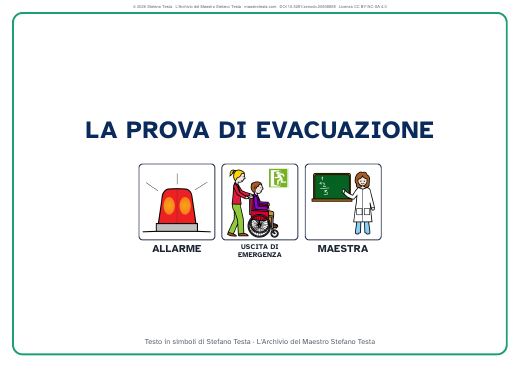 LA PROVA DI EVACUAZIONE
ALLARME
USCITA DI
EMERGENZA
MAESTRA
Testo in simboli di Stefano Testa - L'Archivio del Maestro Stefano Testa